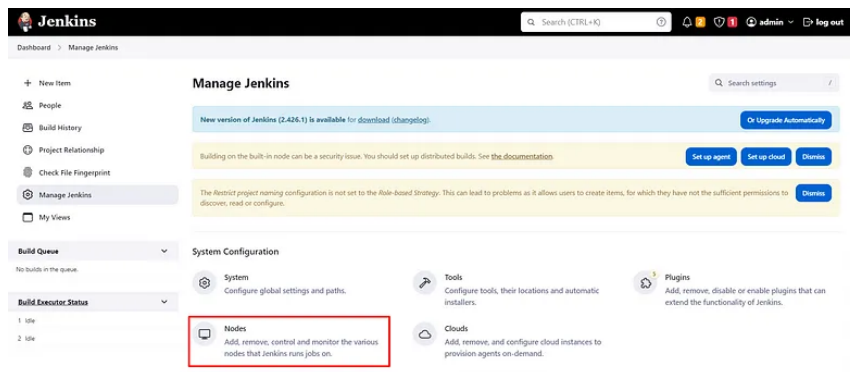 Jenkins
Search (CTRL+K)
2
1
admin
log out
Dashboard > Manage Jenkins
New Item
People
Build History
Project Relationship
Check File Fingerprint
Manage Jenkins
My Views
Build Queue
No builds in the queue.
Build Executor Status
1 Idle
2 Idle
Manage Jenkins
Search settings /
New version of Jenkins (2.426.1) is available for download (changelog).
Or Upgrade Automatically
Building on the built-in node can be a security issue. You should set up distributed builds. See the documentation.
Set up agent
Set up cloud
Dismiss
The Restrict project naming configuration is not set to the Role-based Strategy. This can lead to problems as it allows users to create items, for which they have not the sufficient permissions to
discover, read or configure.
Dismiss
System Configuration
System
Configure global settings and paths.
Tools
Configure tools, their locations and automatic
installers.
Plugins
Add, remove, disable or enable plugins that can
extend the functionality of Jenkins.
Nodes
Add, remove, control and monitor the various
nodes that Jenkins runs jobs on.
Clouds
Add, remove, and configure cloud instances to
provision agents on-demand.